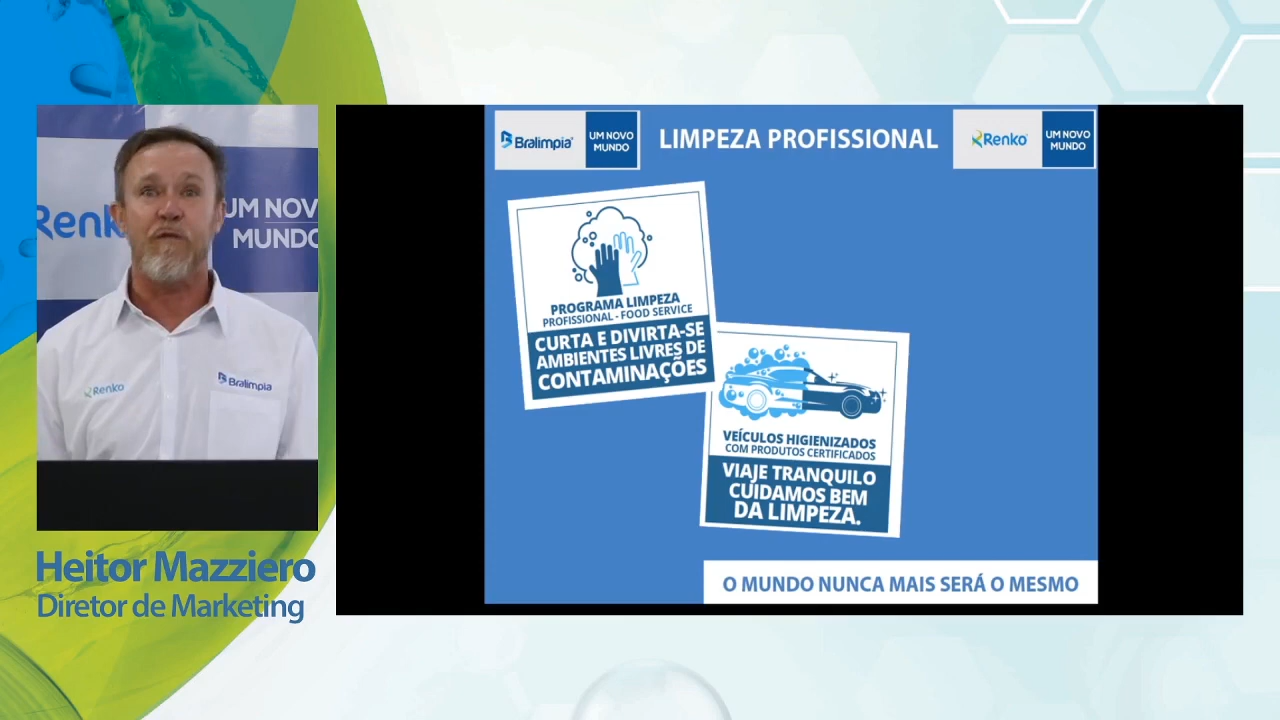 Renk
UM NOV
MUNDO
Renko
Bralimpia
Heitor Mazziero
Diretor de Marketing
Bralimpia
UM NOVO
MUNDO
LIMPEZA PROFISSIONAL
Renko
UM NOVO
MUNDO
PROGRAMA LIMPEZA
PROFISSIONAL - FOOD SERVICE
CURTA E DIVIRTA-SE
AMBIENTES LIVRES DE
CONTAMINAÇÕES
VEÍCULOS HIGIENIZADOS
COM PRODUTOS CERTIFICADOS
VIAJE TRANQUILO
CUIDAMOS BEM
DA LIMPEZA.
O MUNDO NUNCA MAIS SERÁ O MESMO